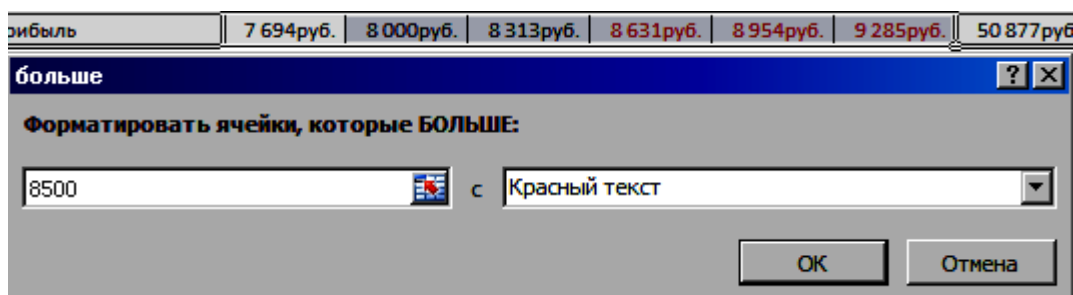 рибыль 7 694руб. 8 000руб. 8 313руб. 8 631руб. 8 954руб. 9 285руб. 50 877руб
больше
Форматировать ячейки, которые БОЛЬШЕ:
8500 с Красный текст
ОК Отмена